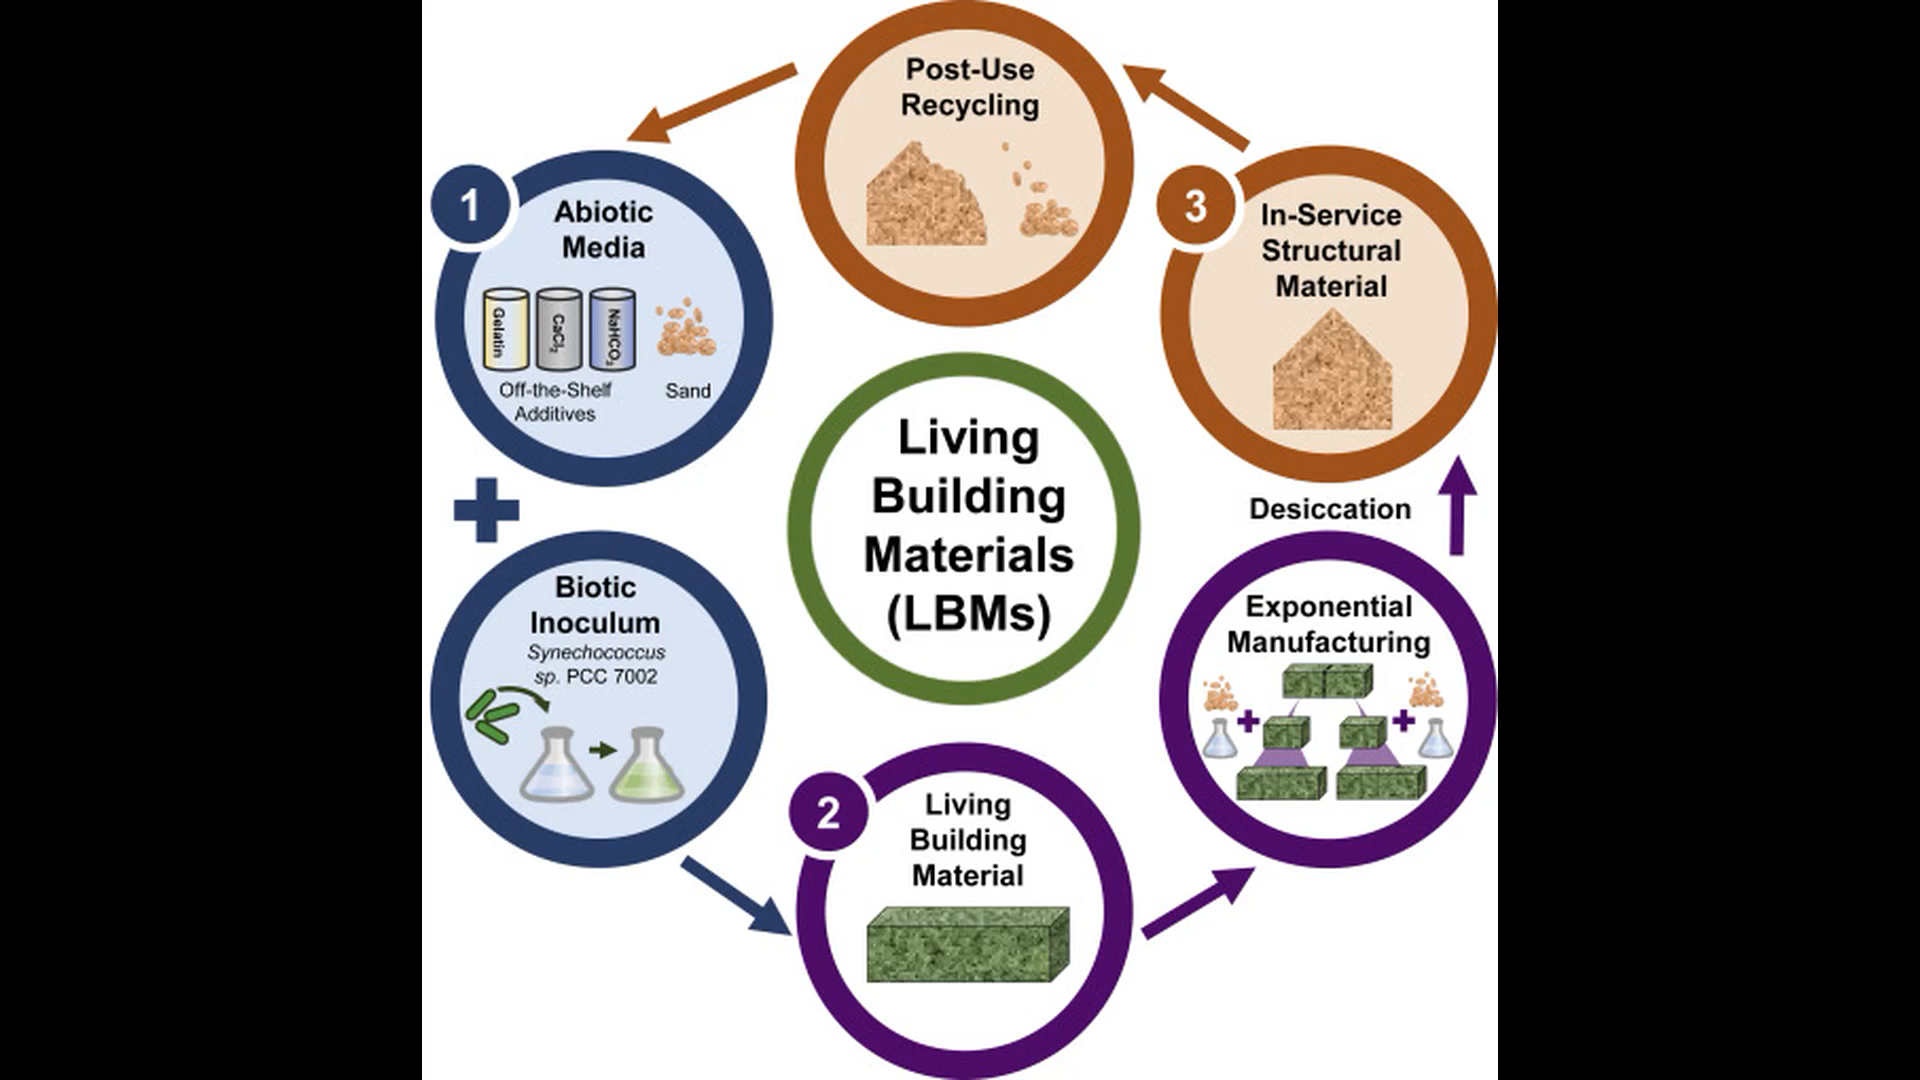 Post-Use
Recycling
1
Abiotic
Media
Gelatin
CaCl₂
NaHCO₃
Off-the-Shelf
Additives
Sand
3
In-Service
Structural
Material
Living
Building
Materials
(LBMs)
Desiccation
Biotic
Inoculum
Synechococcus
sp. PCC 7002
Exponential
Manufacturing
2
Living
Building
Material